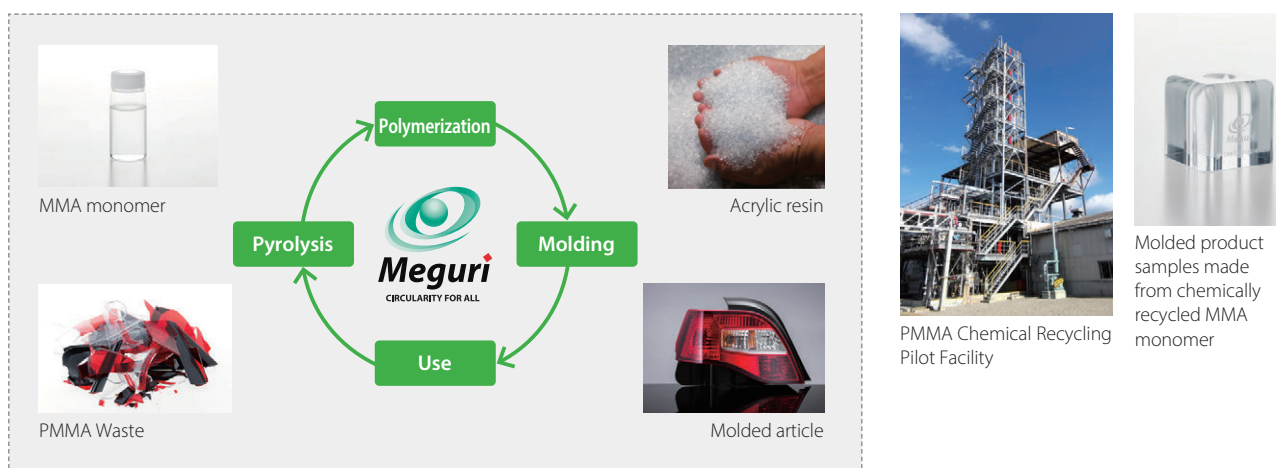 MMA monomer
Polymerization
Acrylic resin
Pyrolysis
Meguri
CIRCULARITY FOR ALL
Molding
PMMA Waste
Use
Molded article
PMMA Chemical Recycling
Pilot Facility
Meguri
Molded product
samples made
from chemically
recycled MMA
monomer